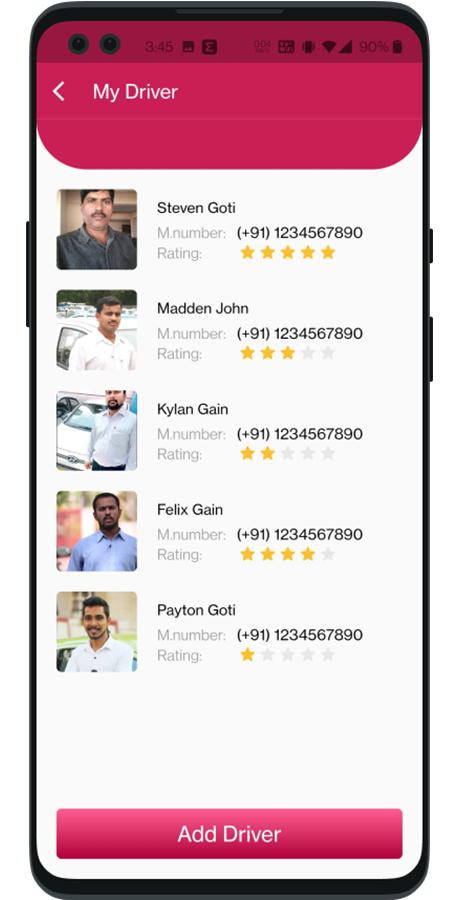 3:45 90%
My Driver
Steven Goti
M.number: (+91) 1234567890
Rating:
Madden John
M.number: (+91) 1234567890
Rating:
Kylan Gain
M.number: (+91) 1234567890
Rating:
Felix Gain
M.number: (+91) 1234567890
Rating:
Payton Goti
M.number: (+91) 1234567890
Rating:
Add Driver